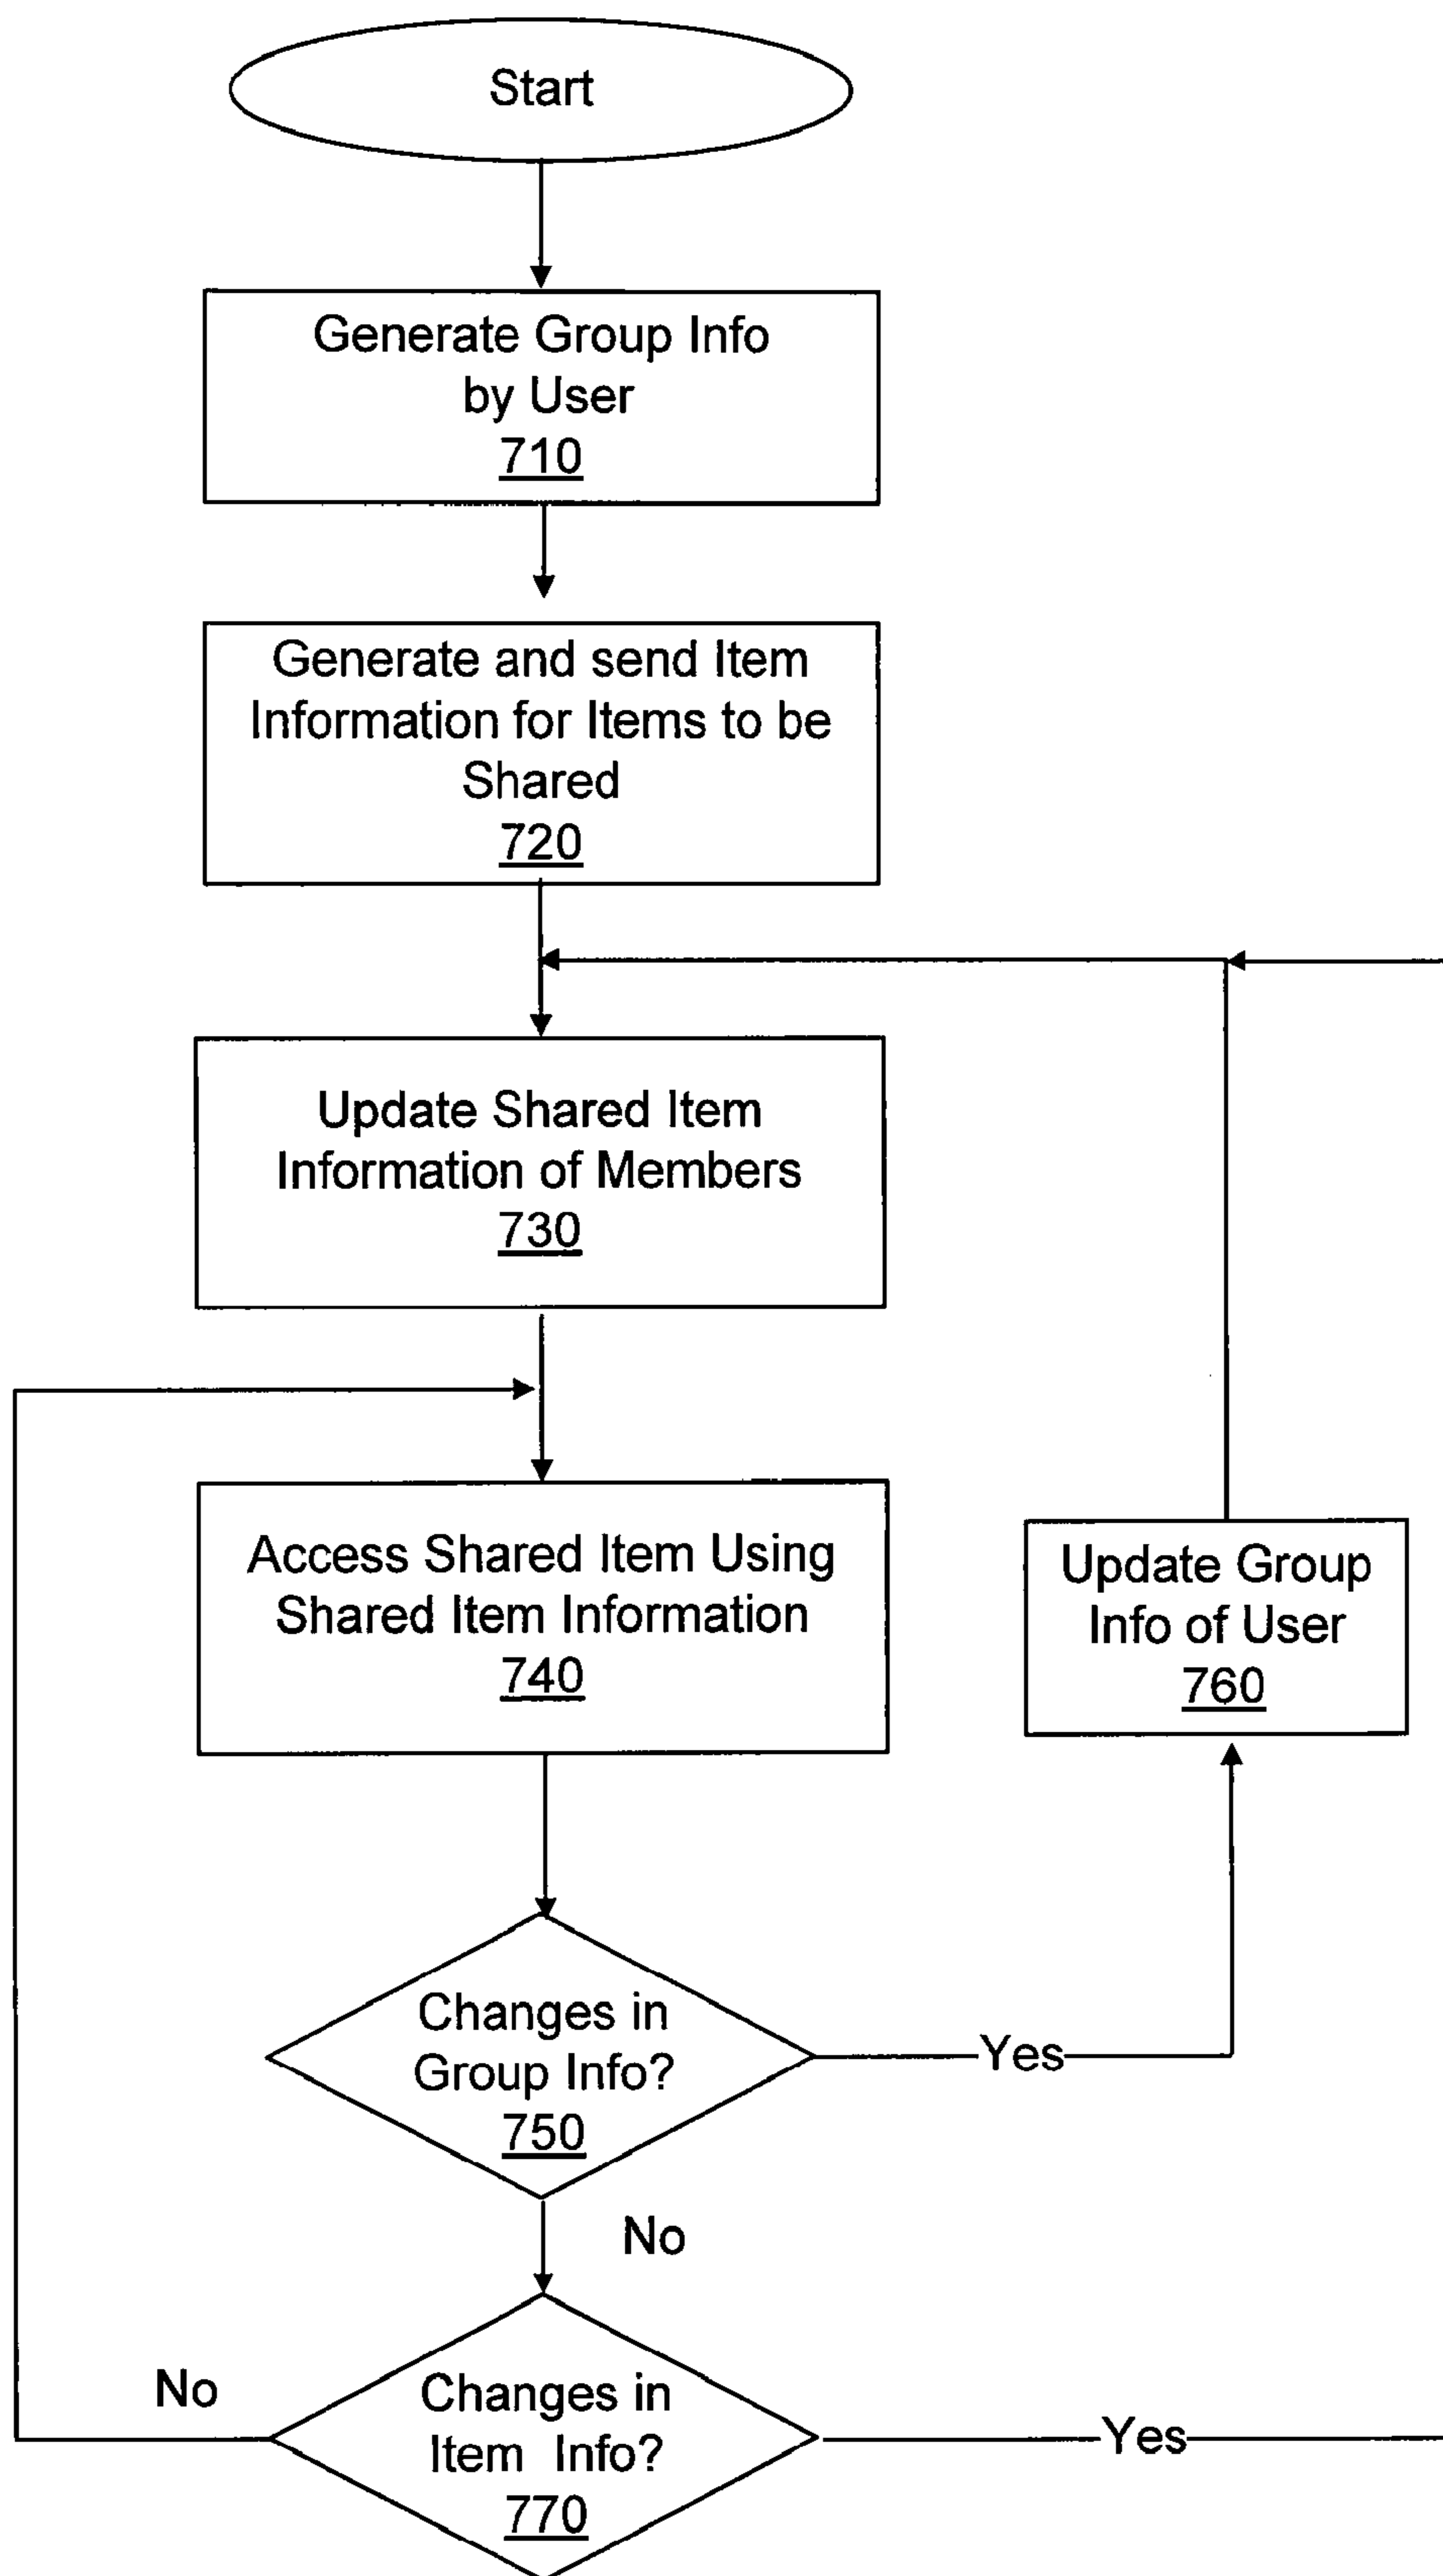 Start
Generate Group Info
by User
710
Generate and send Item
Information for Items to be
Shared
720
Update Shared Item
Information of Members
730
Access Shared Item Using
Shared Item Information
740
Update Group
Info of User
760
Changes in
Group Info?
750
Yes
No
No
Changes in
Item Info?
770
Yes